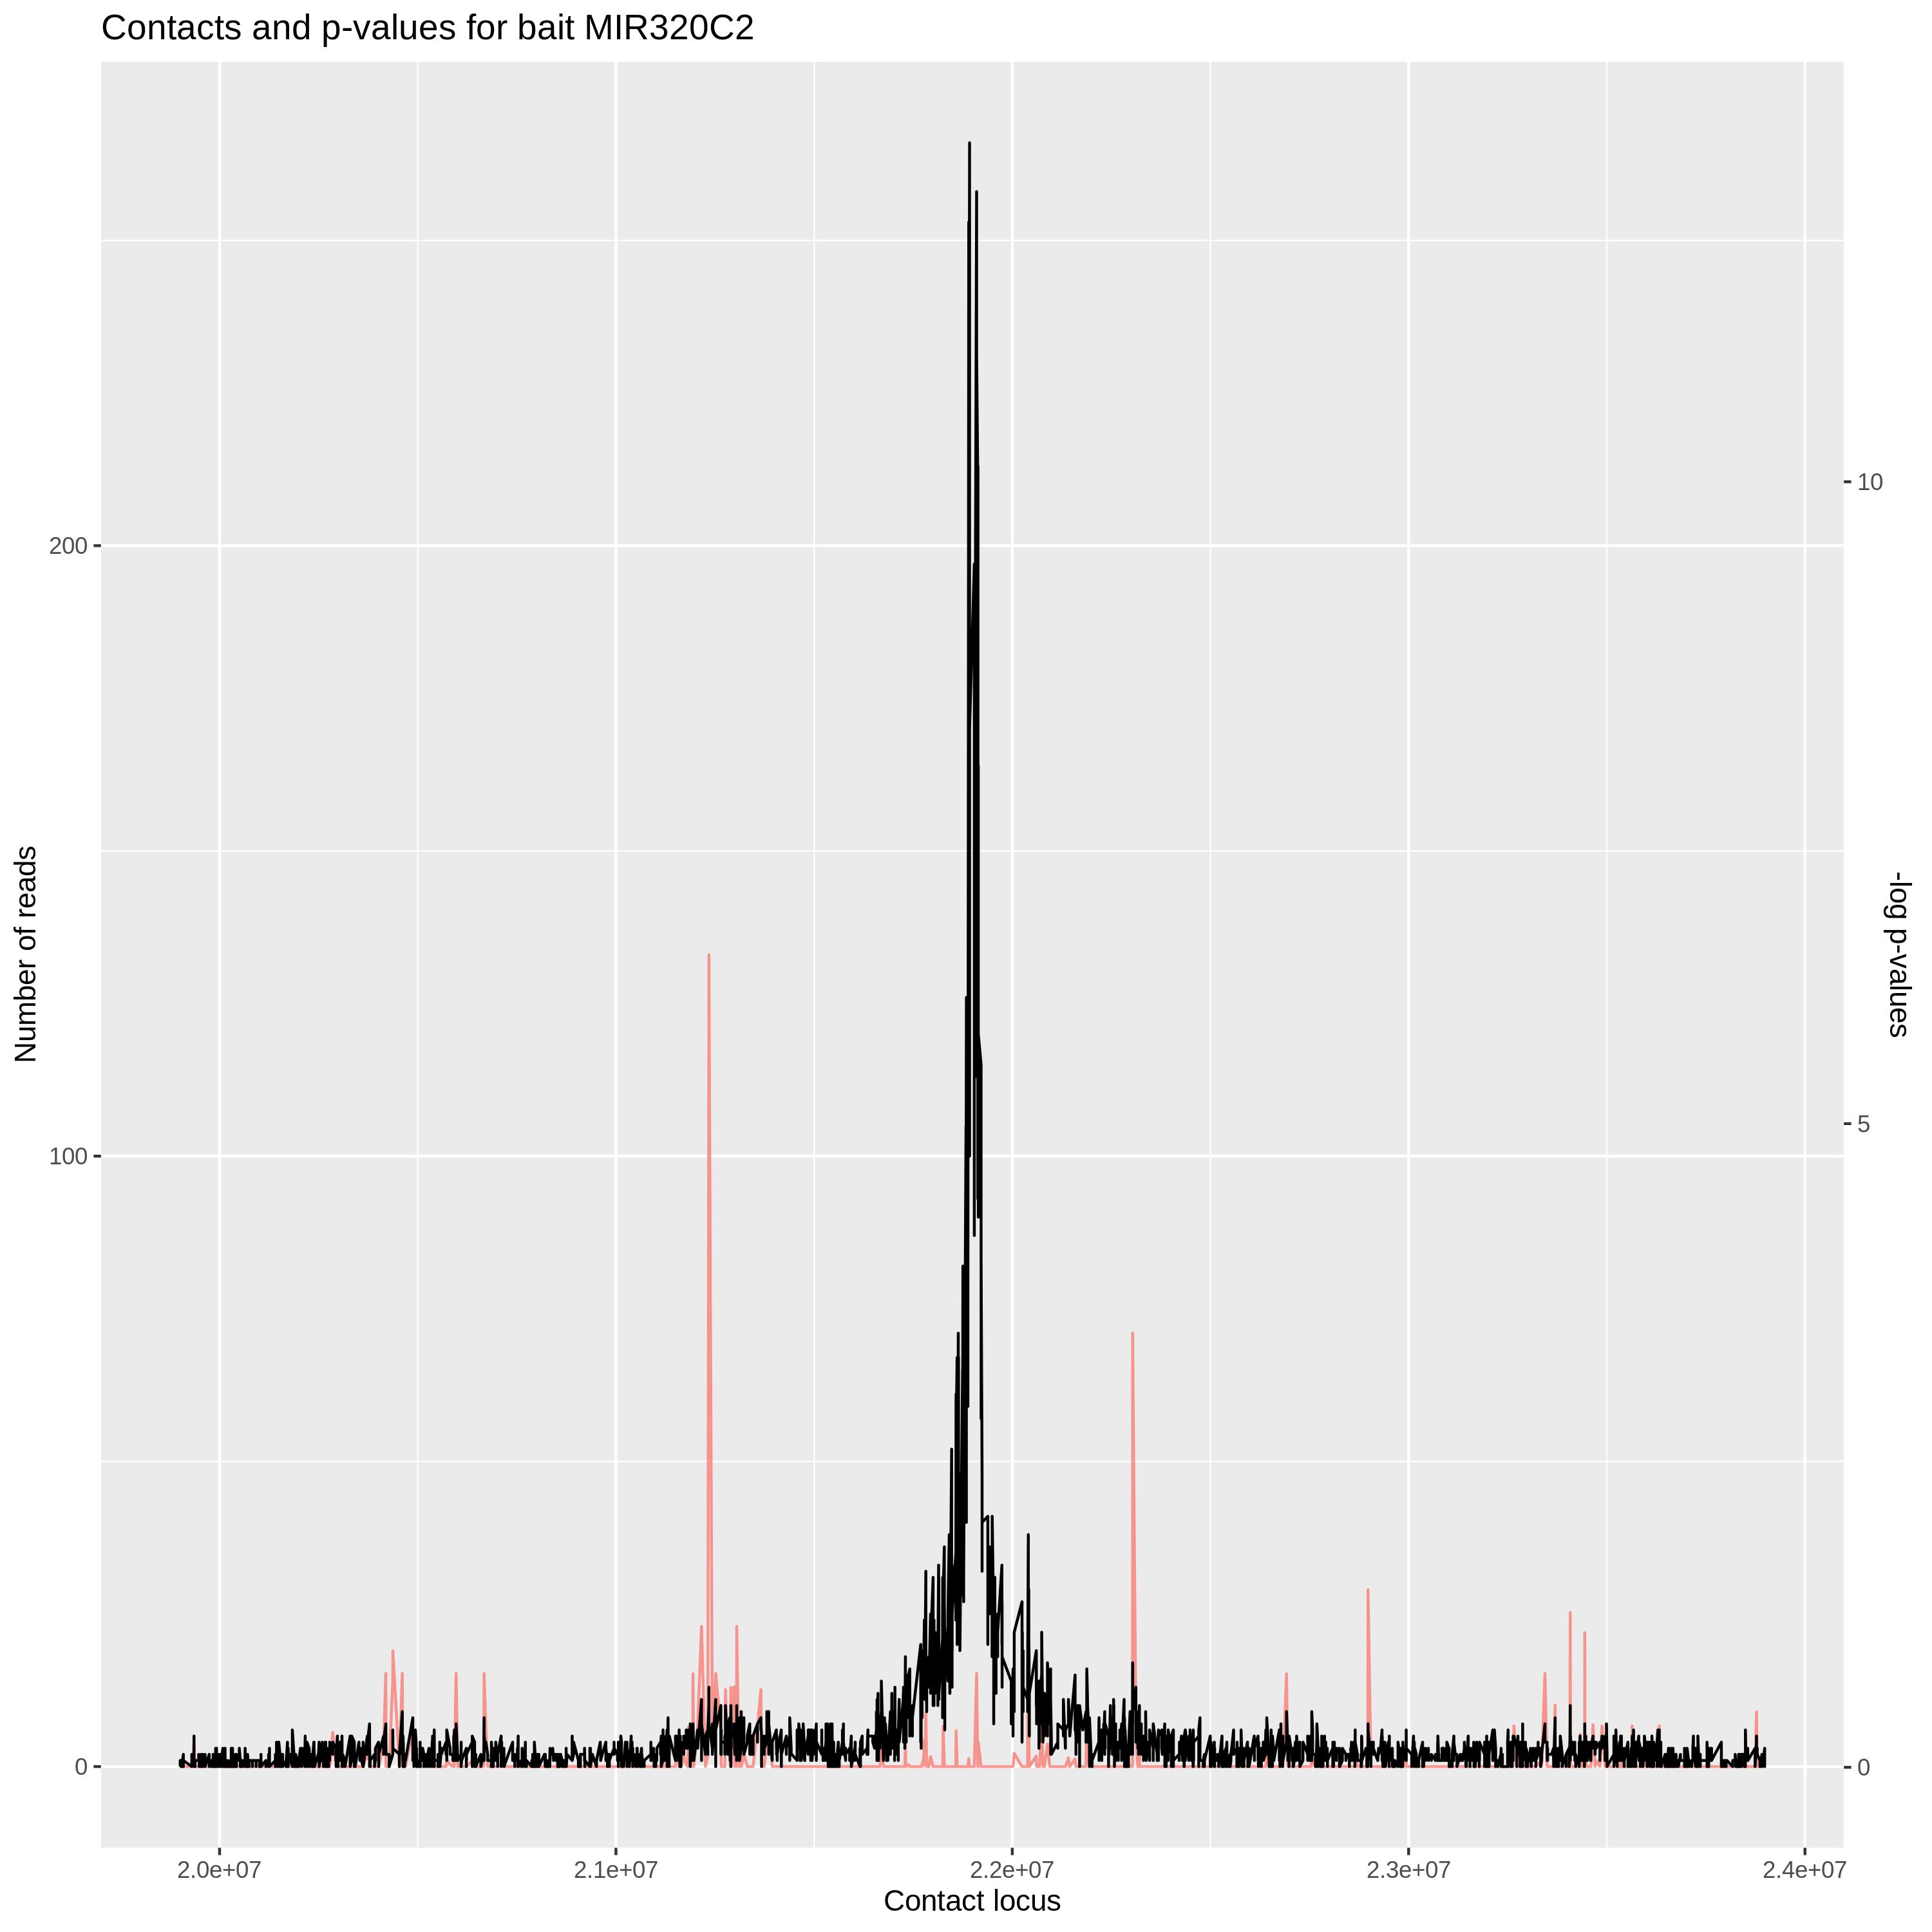 Contacts and p-values for bait MIR320C2
Number of reads
200
100
0
10
5
0
-log p-values
2.0e+07
2.1e+07
2.2e+07
2.3e+07
2.4e+07
Contact locus